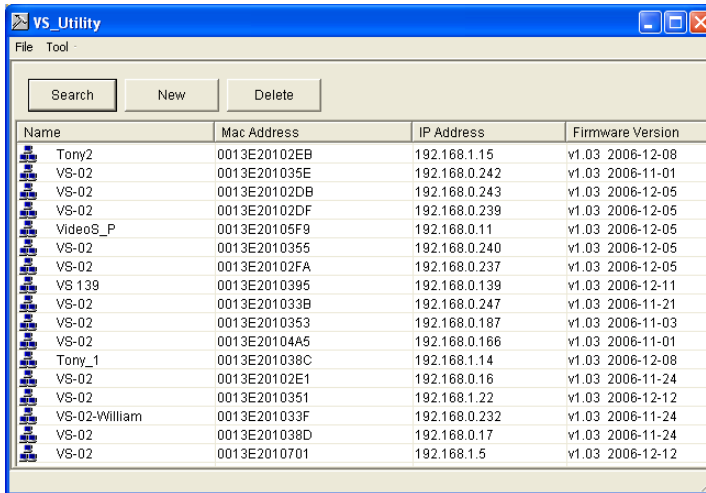 VS_Utility
File Tool
Search New Delete
Name Mac Address IP Address Firmware Version
Tony2 0013E20102EB 192.168.1.15 v1.03 2006-12-08
VS-02 0013E201035E 192.168.0.242 v1.03 2006-11-01
VS-02 0013E20102DB 192.168.0.243 v1.03 2006-12-05
VS-02 0013E20102DF 192.168.0.239 v1.03 2006-12-05
VideoS_P 0013E20105F9 192.168.0.11 v1.03 2006-12-05
VS-02 0013E2010355 192.168.0.240 v1.03 2006-12-05
VS-02 0013E20102FA 192.168.0.237 v1.03 2006-12-05
VS 139 0013E2010395 192.168.0.139 v1.03 2006-12-11
VS-02 0013E201033B 192.168.0.247 v1.03 2006-11-21
VS-02 0013E2010353 192.168.0.187 v1.03 2006-11-03
VS-02 0013E20104A5 192.168.0.166 v1.03 2006-11-01
Tony_1 0013E201038C 192.168.1.14 v1.03 2006-12-08
VS-02 0013E20102E1 192.168.0.16 v1.03 2006-11-24
VS-02 0013E2010351 192.168.1.22 v1.03 2006-12-12
VS-02-William 0013E201033F 192.168.0.232 v1.03 2006-11-24
VS-02 0013E201038D 192.168.0.17 v1.03 2006-11-24
VS-02 0013E2010701 192.168.1.5 v1.03 2006-12-12